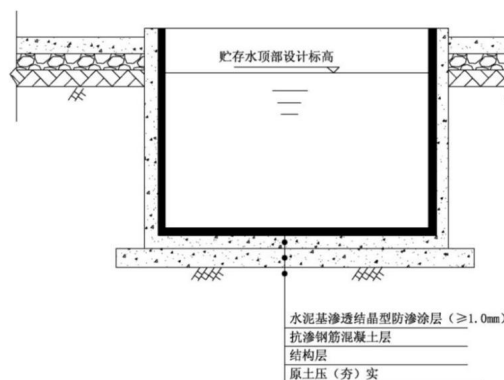 贮存水顶部设计标高
水泥基渗透结晶型防渗涂层（≥1.0mm）
抗渗钢筋混凝土层
结构层
原土压（夯）实